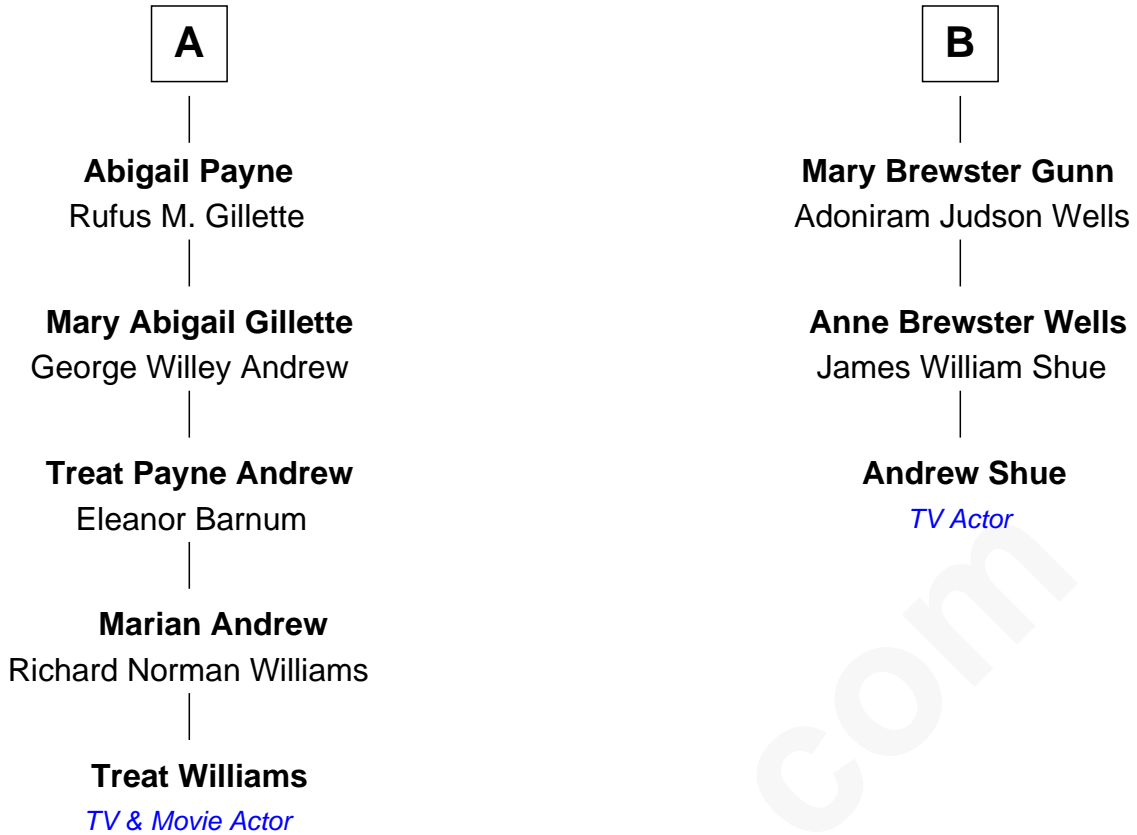 A
Abigail Payne
Rufus M. Gillette
Mary Abigail Gillette
George Willey Andrew
Treat Payne Andrew
Eleanor Barnum
Marian Andrew
Richard Norman Williams
Treat Williams
TV & Movie Actor
B
Mary Brewster Gunn
Adoniram Judson Wells
Anne Brewster Wells
James William Shue
Andrew Shue
TV Actor
com